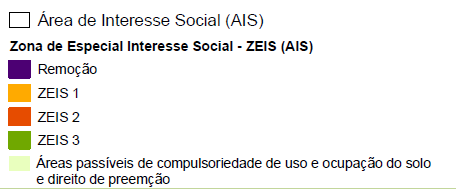 Área de Interesse Social (AIS)
Zona de Especial Interesse Social - ZEIS (AIS)
Remoção
ZEIS 1
ZEIS 2
ZEIS 3
Áreas passíveis de compulsoriedade de uso e ocupação do solo
e direito de preemção